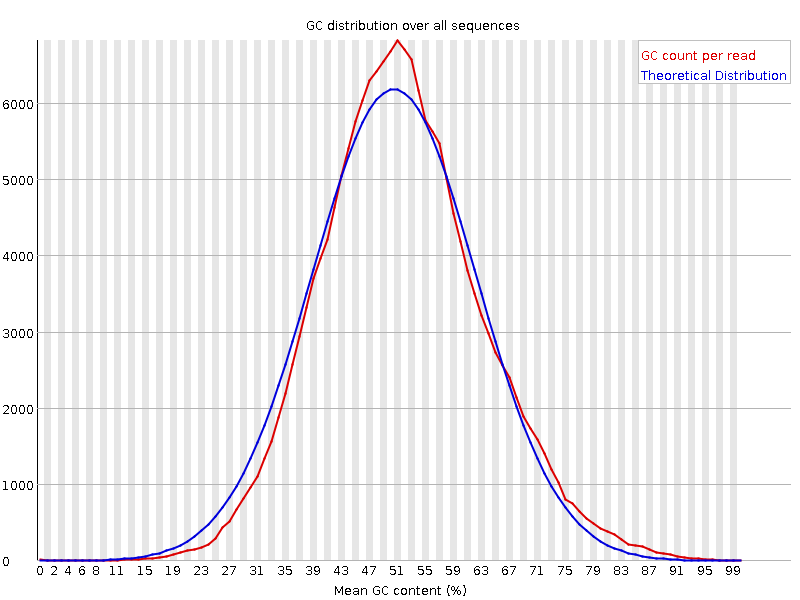 GC distribution over all sequences
GC count per read
Theoretical Distribution
6000
5000
4000
3000
2000
1000
0
0 2 4 6 8 11 15 19 23 27 31 35 39 43 47 51 55 59 63 67 71 75 79 83 87 91 95 99
Mean GC content (%)